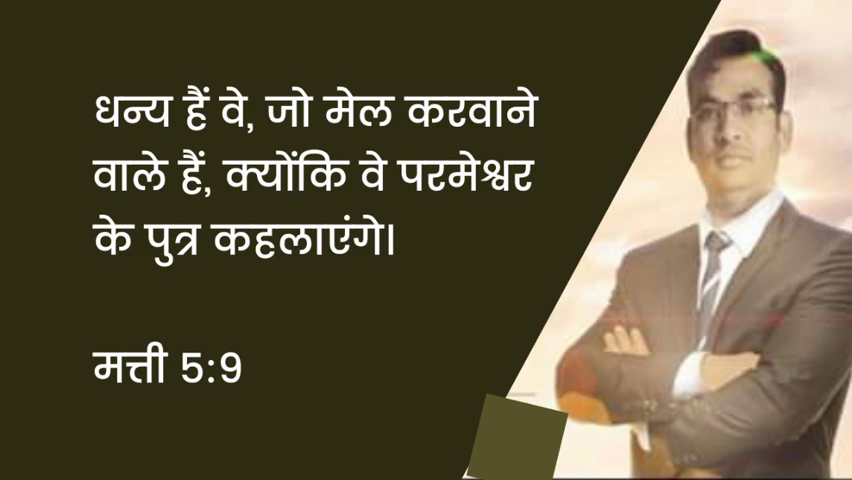 धन्य हैं वे, जो मेल करवाने
वाले हैं, क्योंकि वे परमेश्वर
के पुत्र कहलाएंगे।
मत्ती 5:9